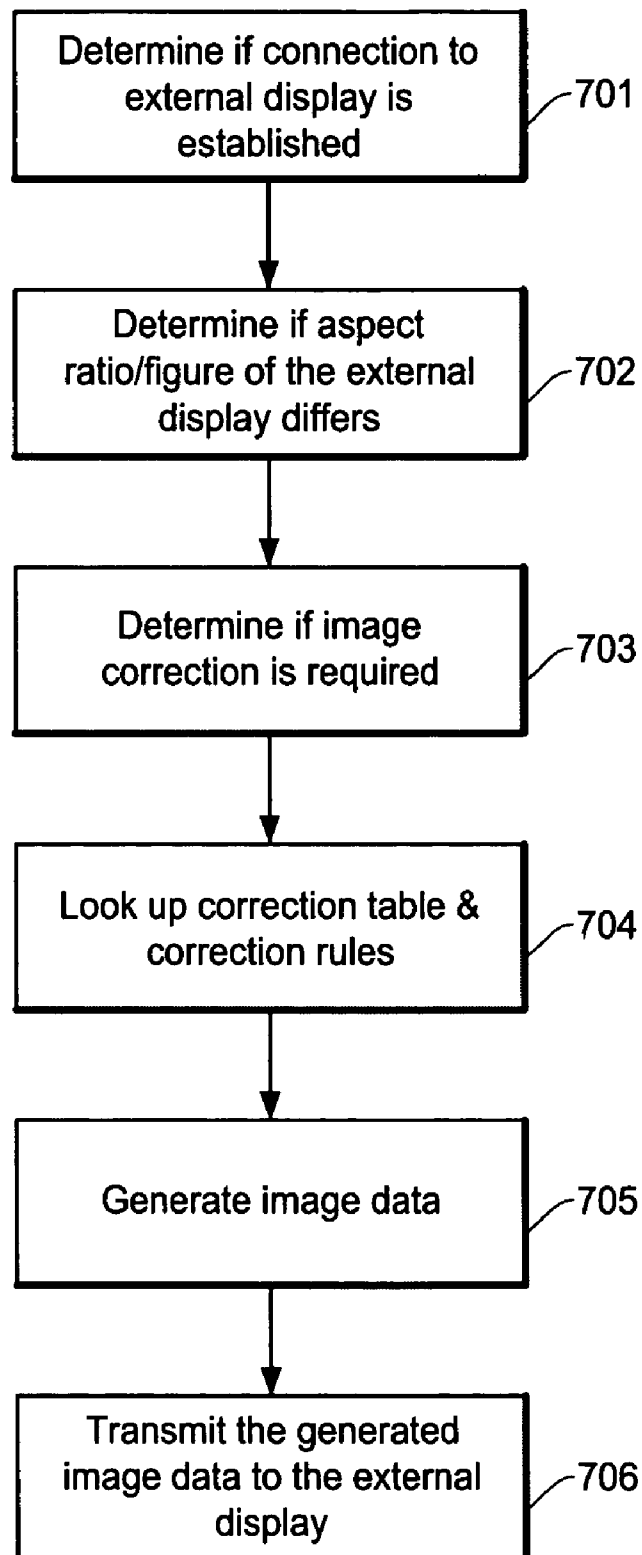 Determine if connection to
external display is
established
701
Determine if aspect
ratio/figure of the external
display differs
702
Determine if image
correction is required
703
Look up correction table &
correction rules
704
Generate image data
705
Transmit the generated
image data to the external
display
706